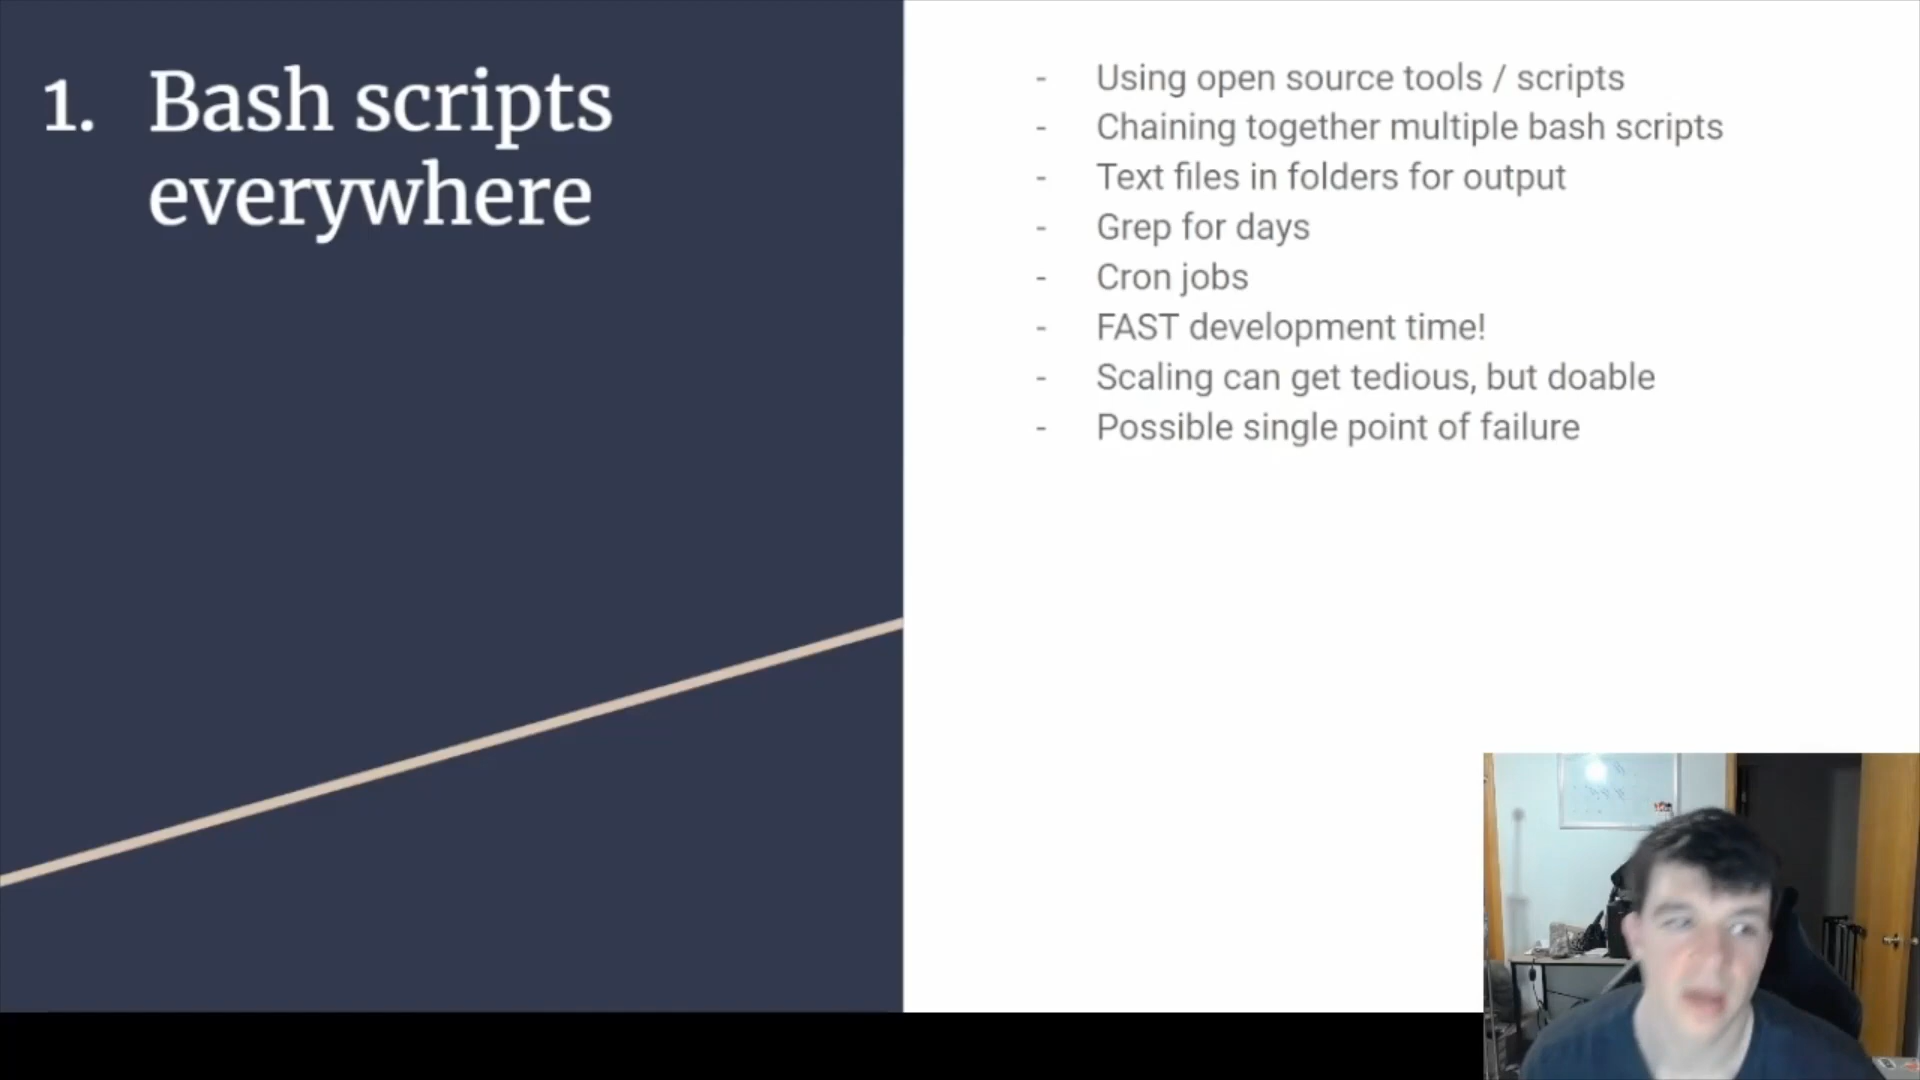 1. Bash scripts
everywhere
- Using open source tools / scripts
- Chaining together multiple bash scripts
- Text files in folders for output
- Grep for days
- Cron jobs
- FAST development time!
- Scaling can get tedious, but doable
- Possible single point of failure